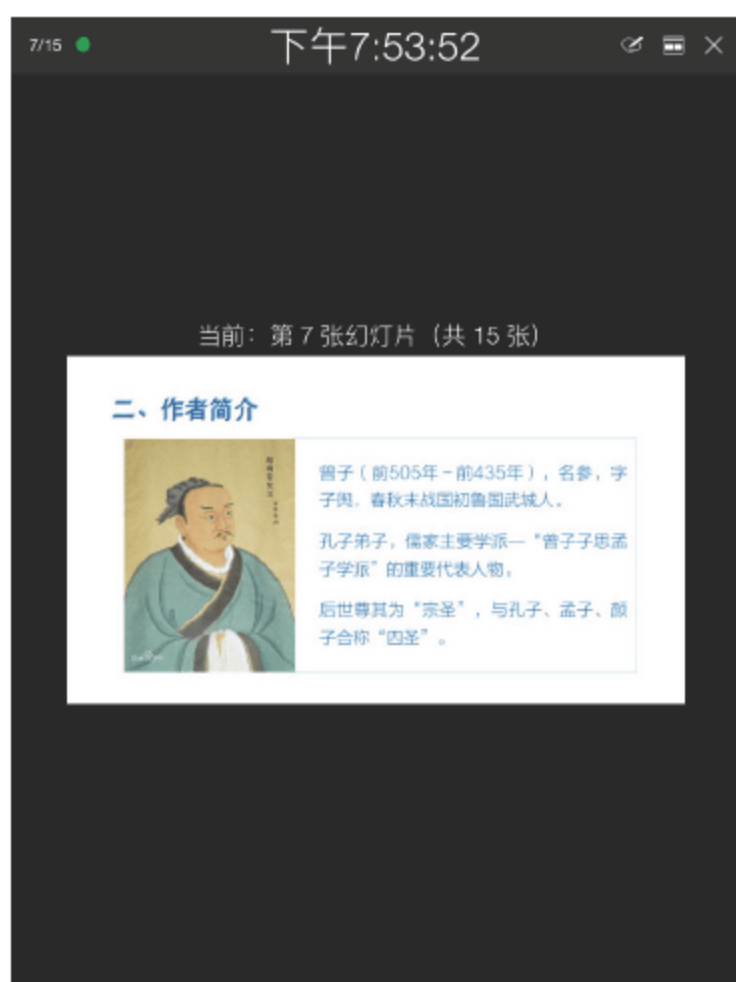 7/15
下午7:53:52
当前：第 7 张幻灯片（共 15 张）
二、作者简介
曾子（前505年－前435年），名参，字
子舆，春秋末战国初鲁国武城人。
孔子弟子，儒家主要学派—“曾子子思孟
子学派”的重要代表人物。
后世尊其为“宗圣”，与孔子、孟子、颜
子合称“四圣”。